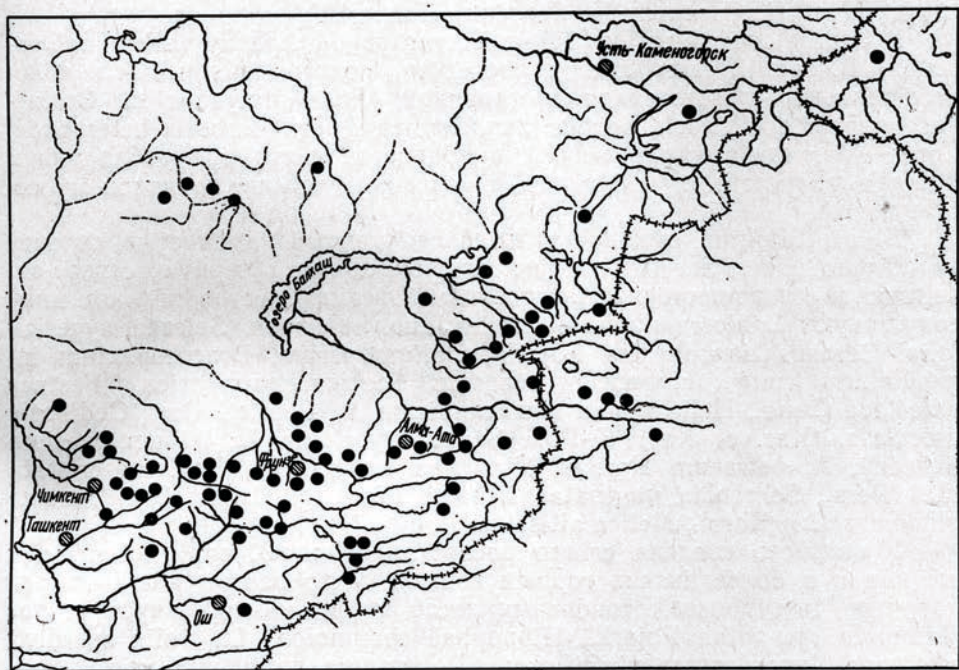 Усть-Каменогорск
озеро Балхаш
Алма-Ата
Фрунзе
Чимкент
Ташкент
Ош